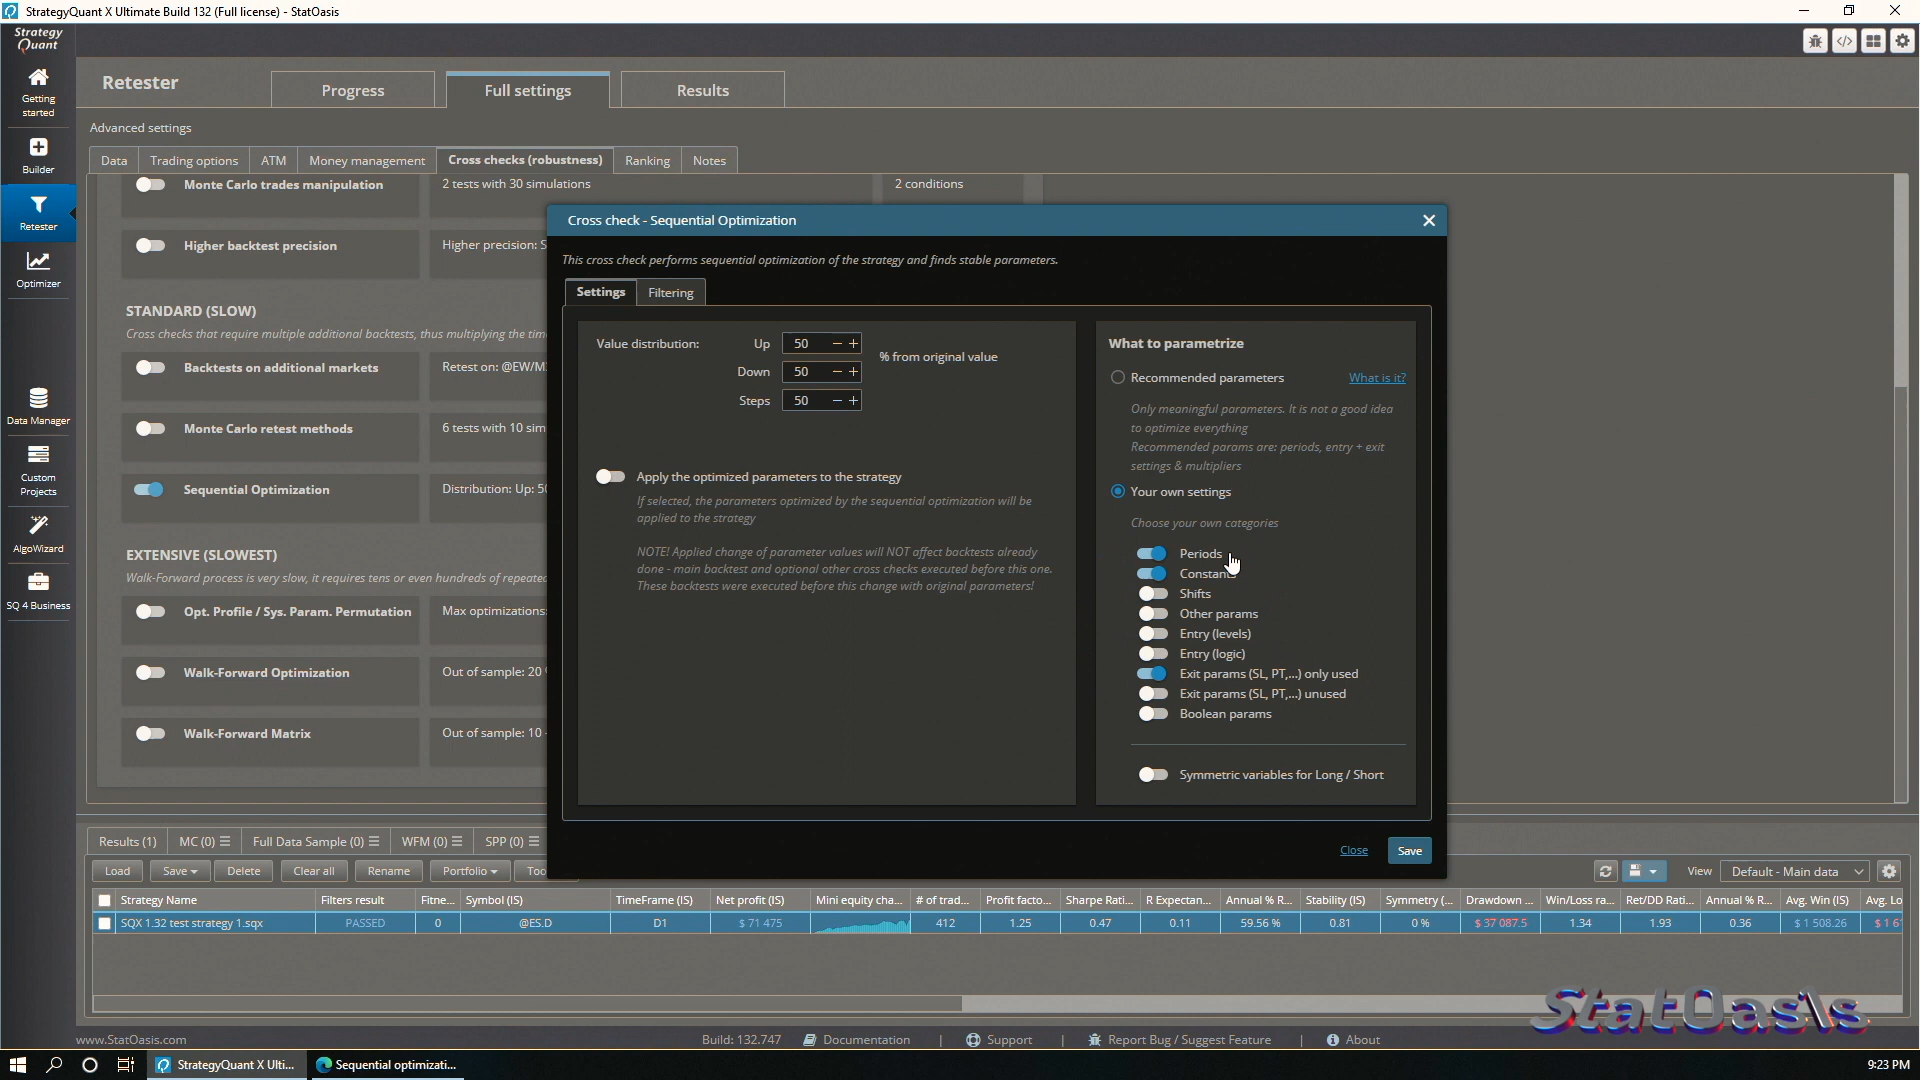 StrategyQuant X Ultimate Build 132 (Full license) - StatOasis
Strategy
Quant
Getting
started
Builder
Retester
Optimizer
Data Manager
Custom
Projects
AlgoWizard
SQ 4 Business
Retester
Progress
Full settings
Results
Advanced settings
Data
Trading options
ATM
Money management
Cross checks (robustness)
Ranking
Notes
Monte Carlo trades manipulation
2 tests with 30 simulations
2 conditions
Higher backtest precision
Higher precision: S
STANDARD (SLOW)
Cross checks that require multiple additional backtests, thus multiplying the tim
Backtests on additional markets
Retest on: @EW/M
Monte Carlo retest methods
6 tests with 10 sim
Sequential Optimization
Distribution: Up: 50
EXTENSIVE (SLOWEST)
Walk-Forward process is very slow, it requires tens or even hundreds of repeated
Opt. Profile / Sys. Param. Permutation
Max optimizations:
Walk-Forward Optimization
Out of sample: 20 %
Walk-Forward Matrix
Out of sample: 10 -
Cross check - Sequential Optimization
This cross check performs sequential optimization of the strategy and finds stable parameters.
Settings
Filtering
Value distribution:
Up 50 − +
Down 50 − +
% from original value
Steps 50 − +
Apply the optimized parameters to the strategy
If selected, the parameters optimized by the sequential optimization will be
applied to the strategy
NOTE! Applied change of parameter values will NOT affect backtests already
done - main backtest and optional other cross checks executed before this one.
These backtests were executed before this change with original parameters!
What to parametrize
Recommended parameters
What is it?
Only meaningful parameters. It is not a good idea
to optimize everything
Recommended params are: periods, entry + exit
settings & multipliers
Your own settings
Choose your own categories
Periods
Constants
Shifts
Other params
Entry (levels)
Entry (logic)
Exit params (SL, PT,...) only used
Exit params (SL, PT,...) unused
Boolean params
Symmetric variables for Long / Short
Close
Save
Results (1)
MC (0)
Full Data Sample (0)
WFM (0)
SPP (0)
Load
Save
Delete
Clear all
Rename
Portfolio
Too
View
Default - Main data
Strategy Name Filters result Fitne... Symbol (IS) TimeFrame (IS) Net profit (IS) Mini equity cha... # of trad... Profit facto... Sharpe Rati... R Expectan... Annual % R... Stability (IS) Symmetry (... Drawdown ... Win/Loss ra... Ret/DD Rati... Annual % R... Avg. Win (IS) Avg. Lo
SQX 1.32 test strategy 1.sqx PASSED 0 @ES.D D1 $ 71 475 412 1.25 0.47 0.11 59.56 % 0.81 0 % $ 37 087.5 1.34 1.93 0.36 $ 1 508.26 $ 1 6
StatOasis
www.StatOasis.com
Build: 132.747
Documentation
Support
Report Bug / Suggest Feature
About
StrategyQuant X Ulti...
Sequential optimizati...
9:23 PM